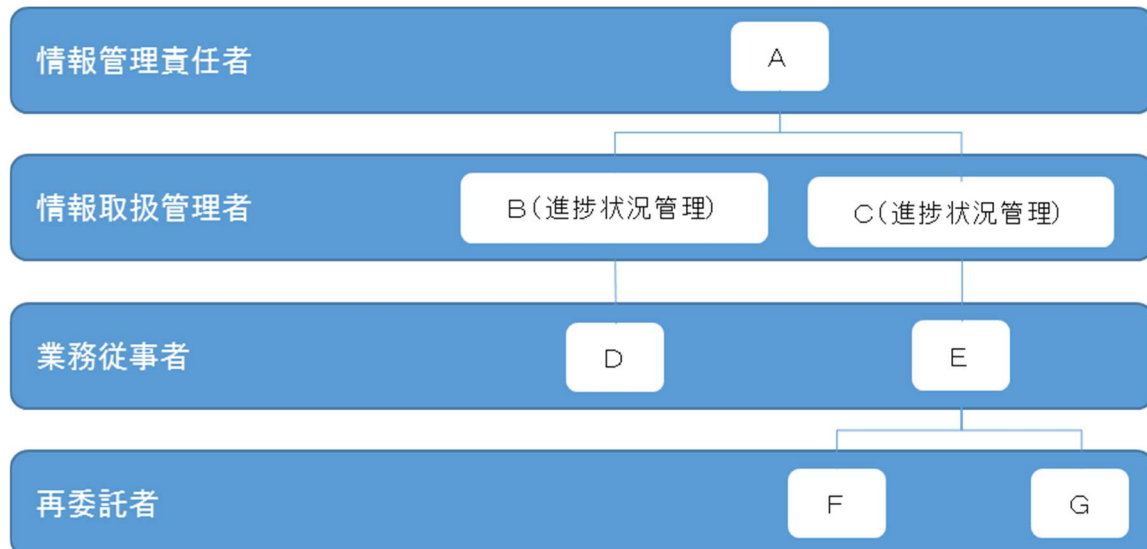 情報管理責任者
A
情報取扱管理者
B(進捗状況管理)
C(進捗状況管理)
業務従事者
D
E
再委託者
F
G